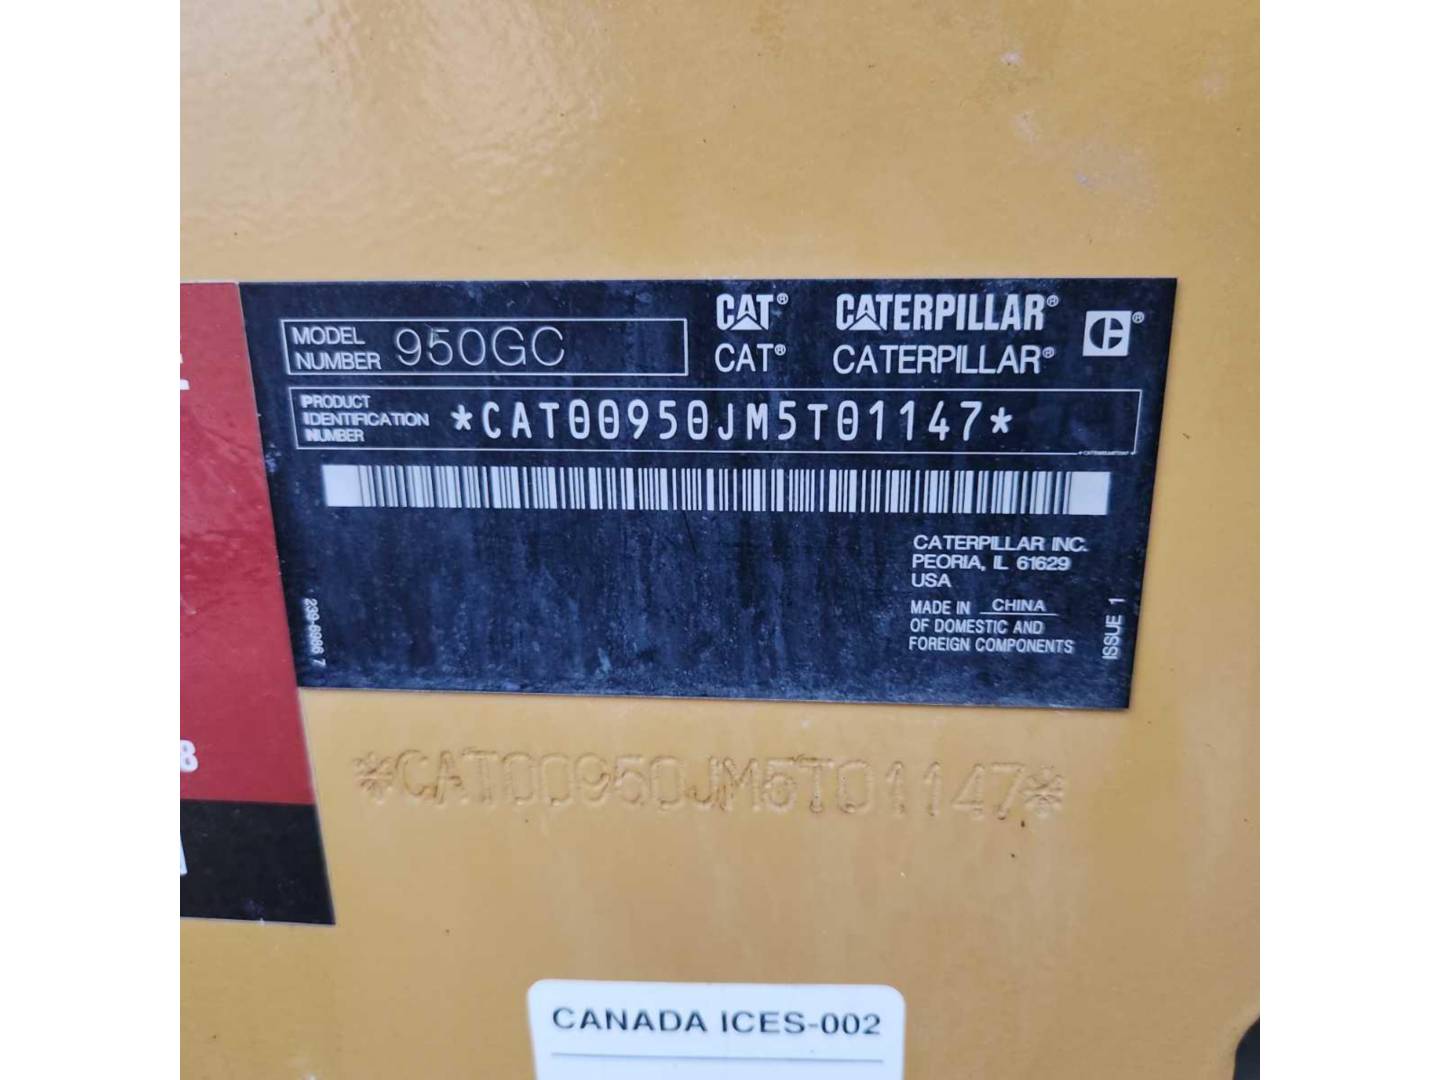 MODEL NUMBER 950GC
CAT® CATERPILLAR®
CAT® CATERPILLAR®
PRODUCT
IDENTIFICATION
NUMBER
*CAT00950JM5T01147*
CATERPILLAR INC.
PEORIA, IL 61629
USA
MADE IN CHINA
OF DOMESTIC AND
FOREIGN COMPONENTS
ISSUE 1
239-6986 7
*CAT00950JM5T01147*
8
CANADA ICES-002